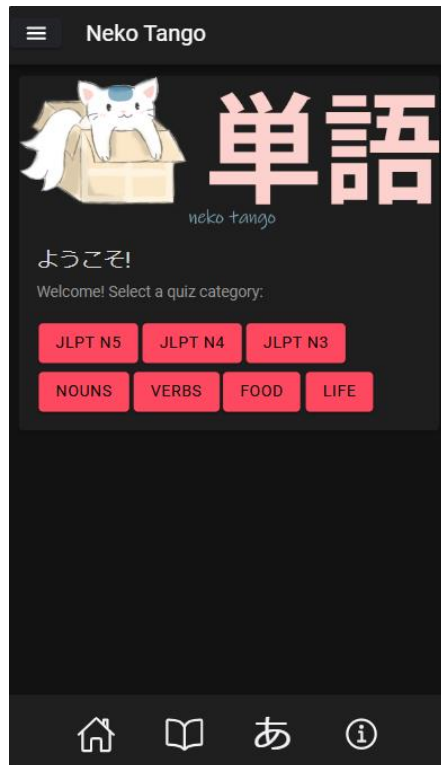 Neko Tango
単語
neko tango
ようこそ!
Welcome! Select a quiz category:
JLPT N5 JLPT N4 JLPT N3
NOUNS VERBS FOOD LIFE
あ